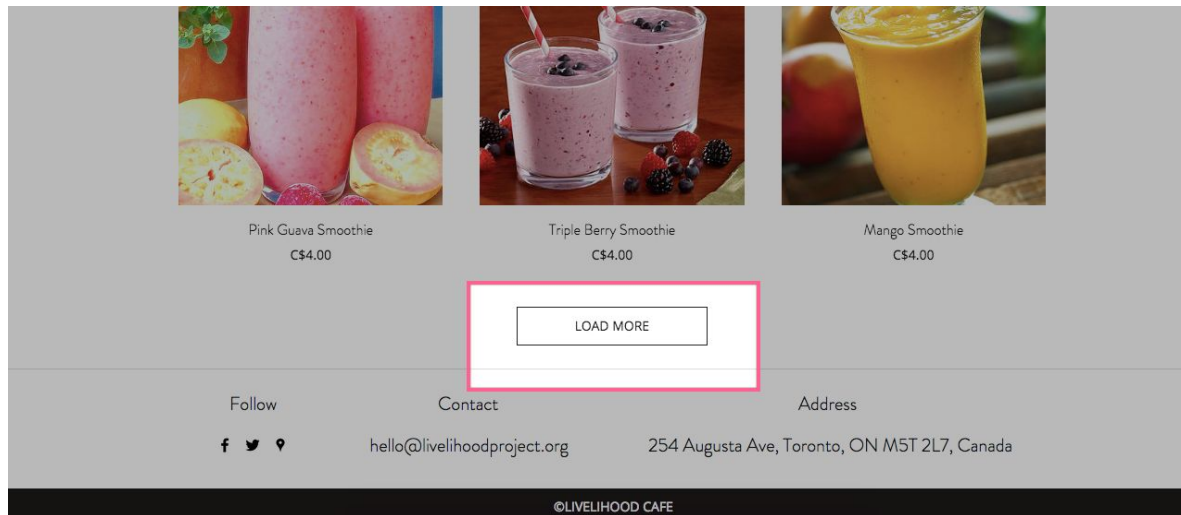 Pink Guava Smoothie
C$4.00
Triple Berry Smoothie
C$4.00
Mango Smoothie
C$4.00
LOAD MORE
Follow
Contact
hello@livelihoodproject.org
Address
254 Augusta Ave, Toronto, ON M5T 2L7, Canada
©LIVELIHOOD CAFE